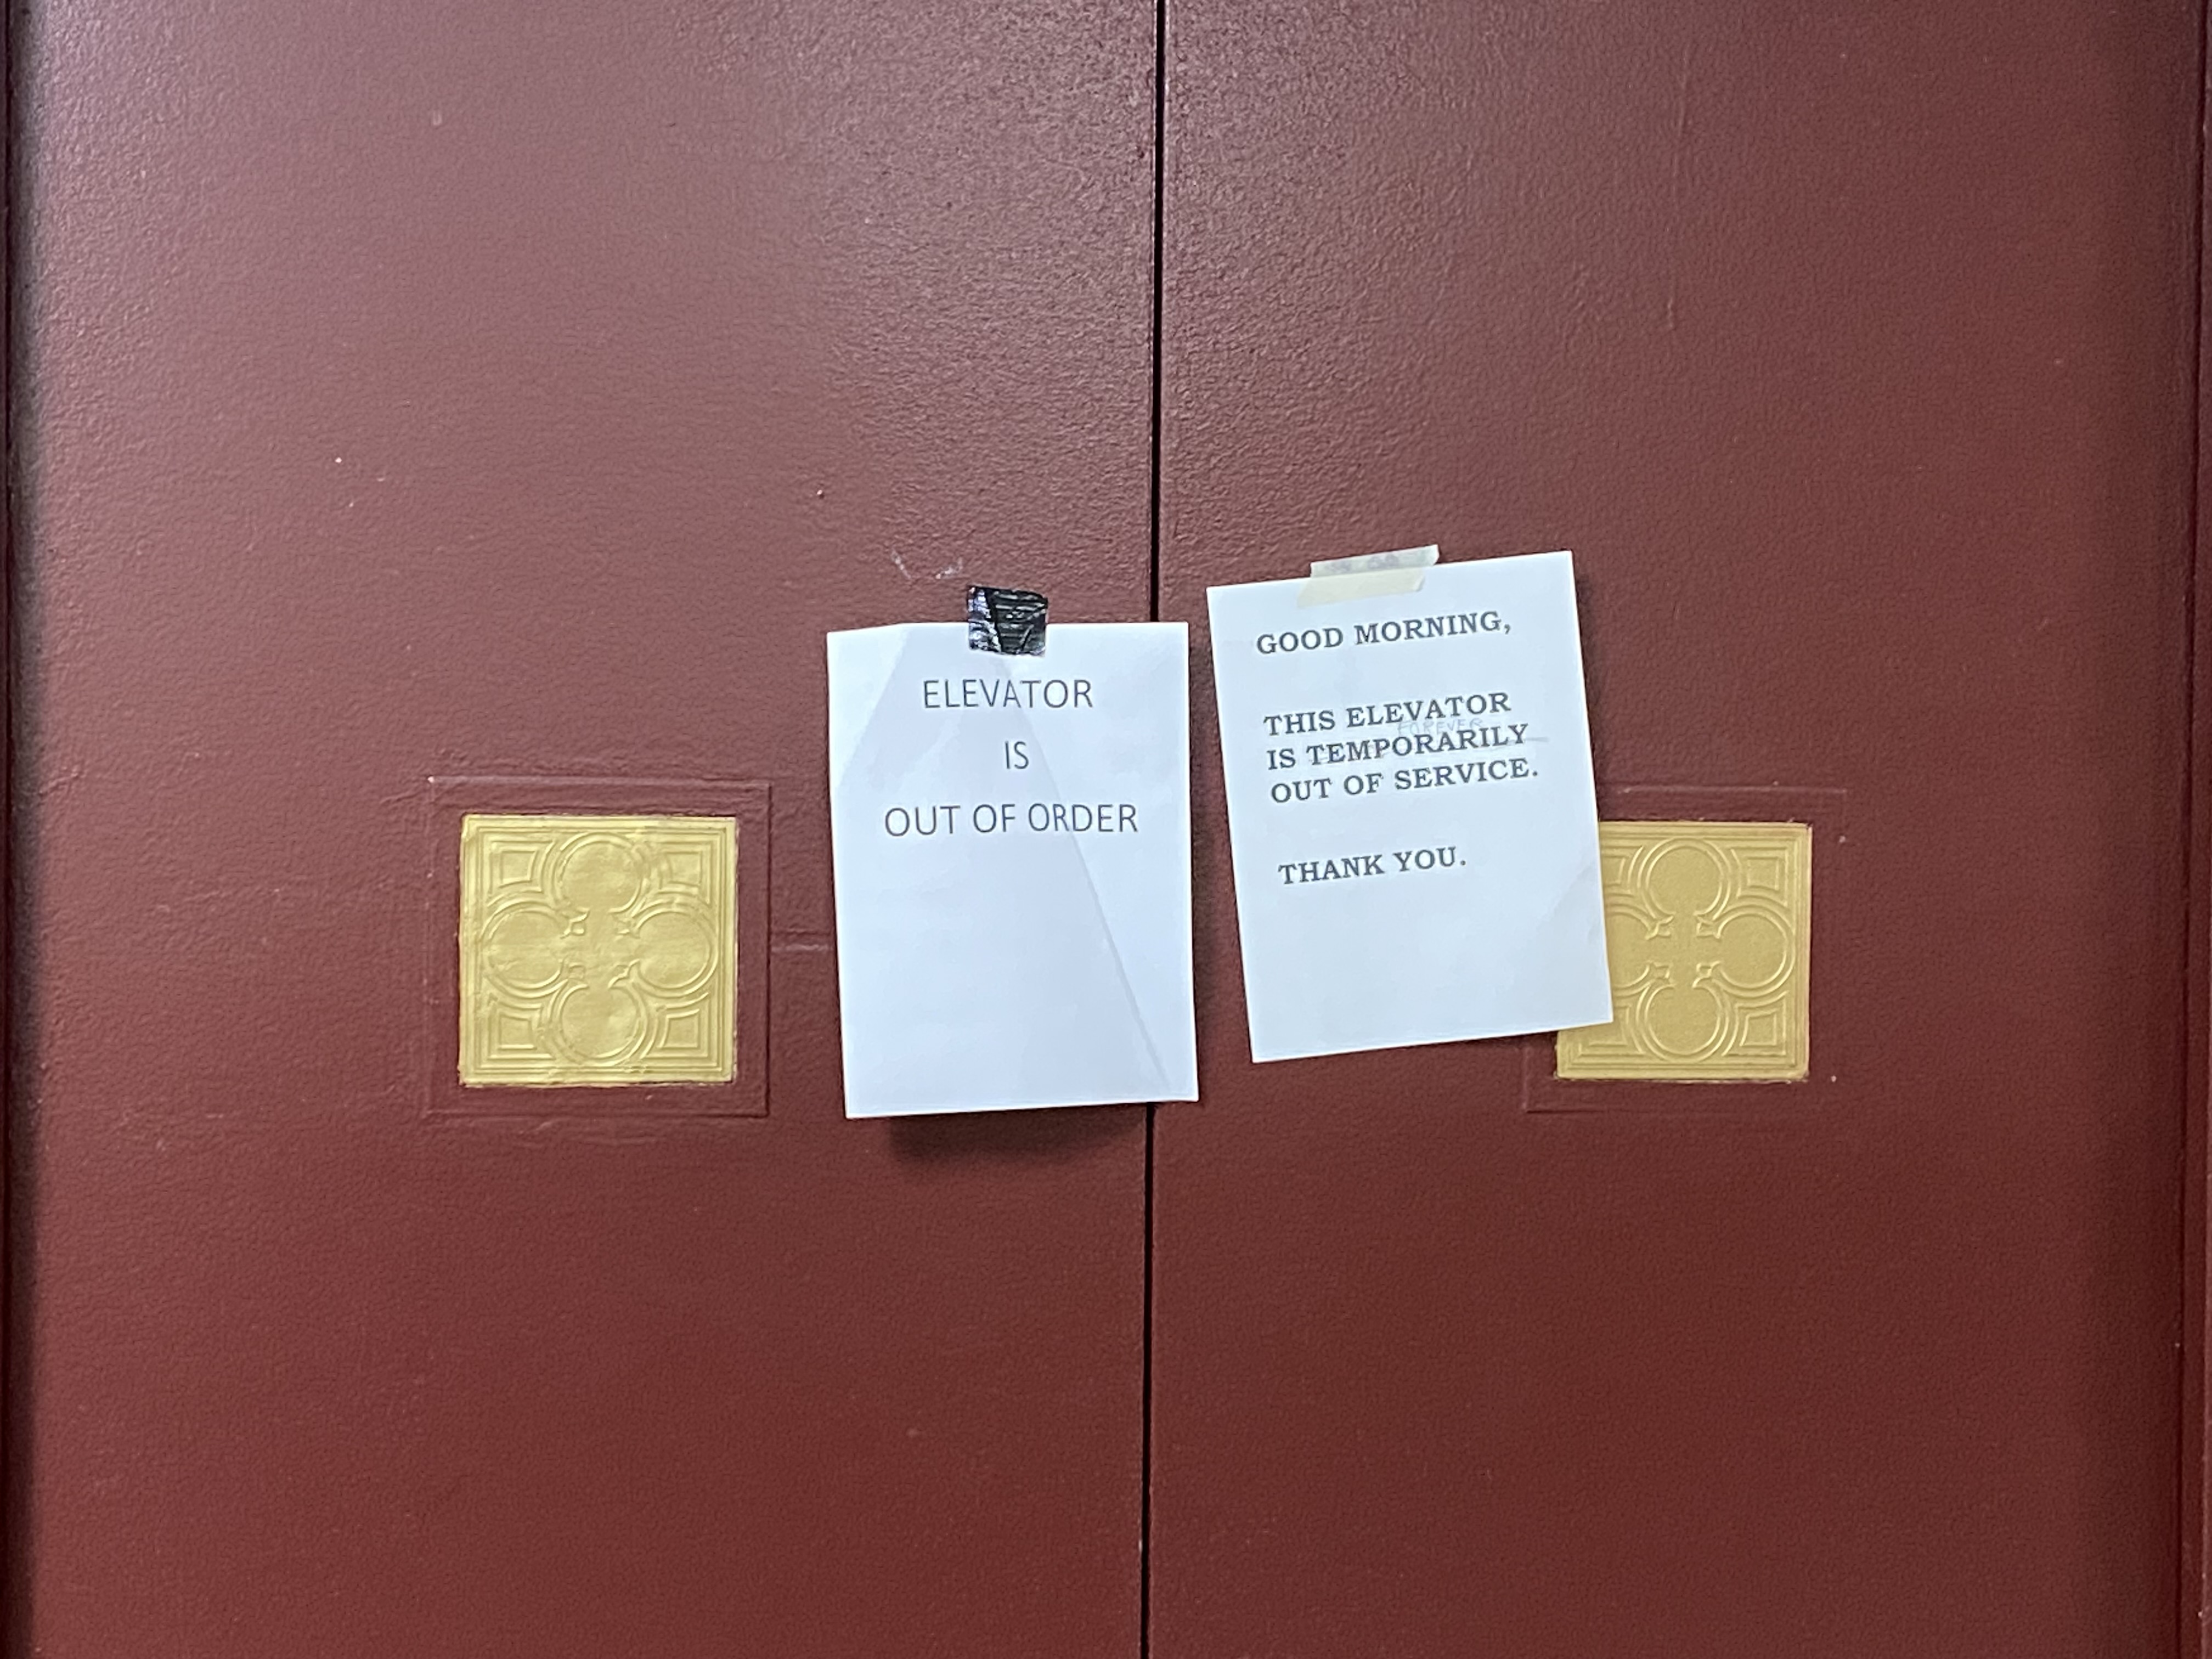 ELEVATOR
IS
OUT OF ORDER
GOOD MORNING,
THIS ELEVATOR
FOREVER
IS TEMPORARILY
OUT OF SERVICE.
THANK YOU.